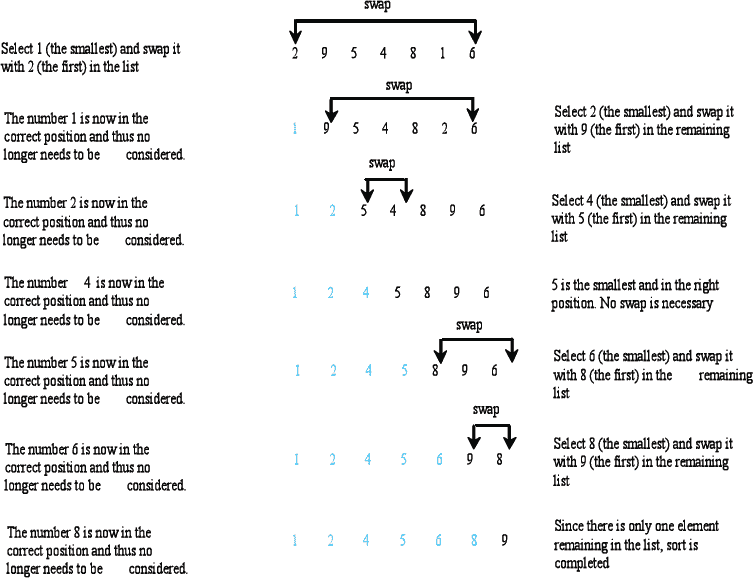 swap
Select 1 (the smallest) and swap it
with 2 (the first) in the list
2 9 5 4 8 1 6
swap
The number 1 is now in the
correct position and thus no
longer needs to be considered.
1 9 5 4 8 2 6
Select 2 (the smallest) and swap it
with 9 (the first) in the remaining
list
swap
The number 2 is now in the
correct position and thus no
longer needs to be considered.
1 2 5 4 8 9 6
Select 4 (the smallest) and swap it
with 5 (the first) in the remaining
list
The number 4 is now in the
correct position and thus no
longer needs to be considered.
1 2 4 5 8 9 6
5 is the smallest and in the right
position. No swap is necessary
swap
The number 5 is now in the
correct position and thus no
longer needs to be considered.
1 2 4 5 8 9 6
Select 6 (the smallest) and swap it
with 8 (the first) in the remaining
list
swap
The number 6 is now in the
correct position and thus no
longer needs to be considered.
1 2 4 5 6 9 8
Select 8 (the smallest) and swap it
with 9 (the first) in the remaining
list
The number 8 is now in the
correct position and thus no
longer needs to be considered.
1 2 4 5 6 8 9
Since there is only one element
remaining in the list, sort is
completed